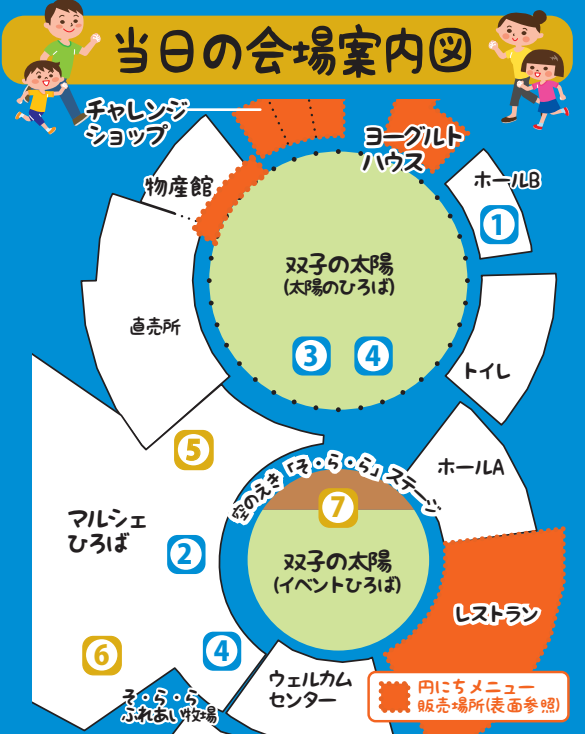 当日の会場案内図
チャレンジ
ショップ
ヨーグルト
ハウス
物産館
ホールB
1
双子の太陽
(太陽のひろば)
直売所
3
4
トイレ
5
ホールA
空のえき「そ・ら・ら」ステージ
7
マルシェ
ひろば
2
双子の太陽
(イベントひろば)
レストラン
6
4
ウェルカム
センター
そ・ら・ら
ふれあい牧場
円にちメニュー
販売場所(表面参照)